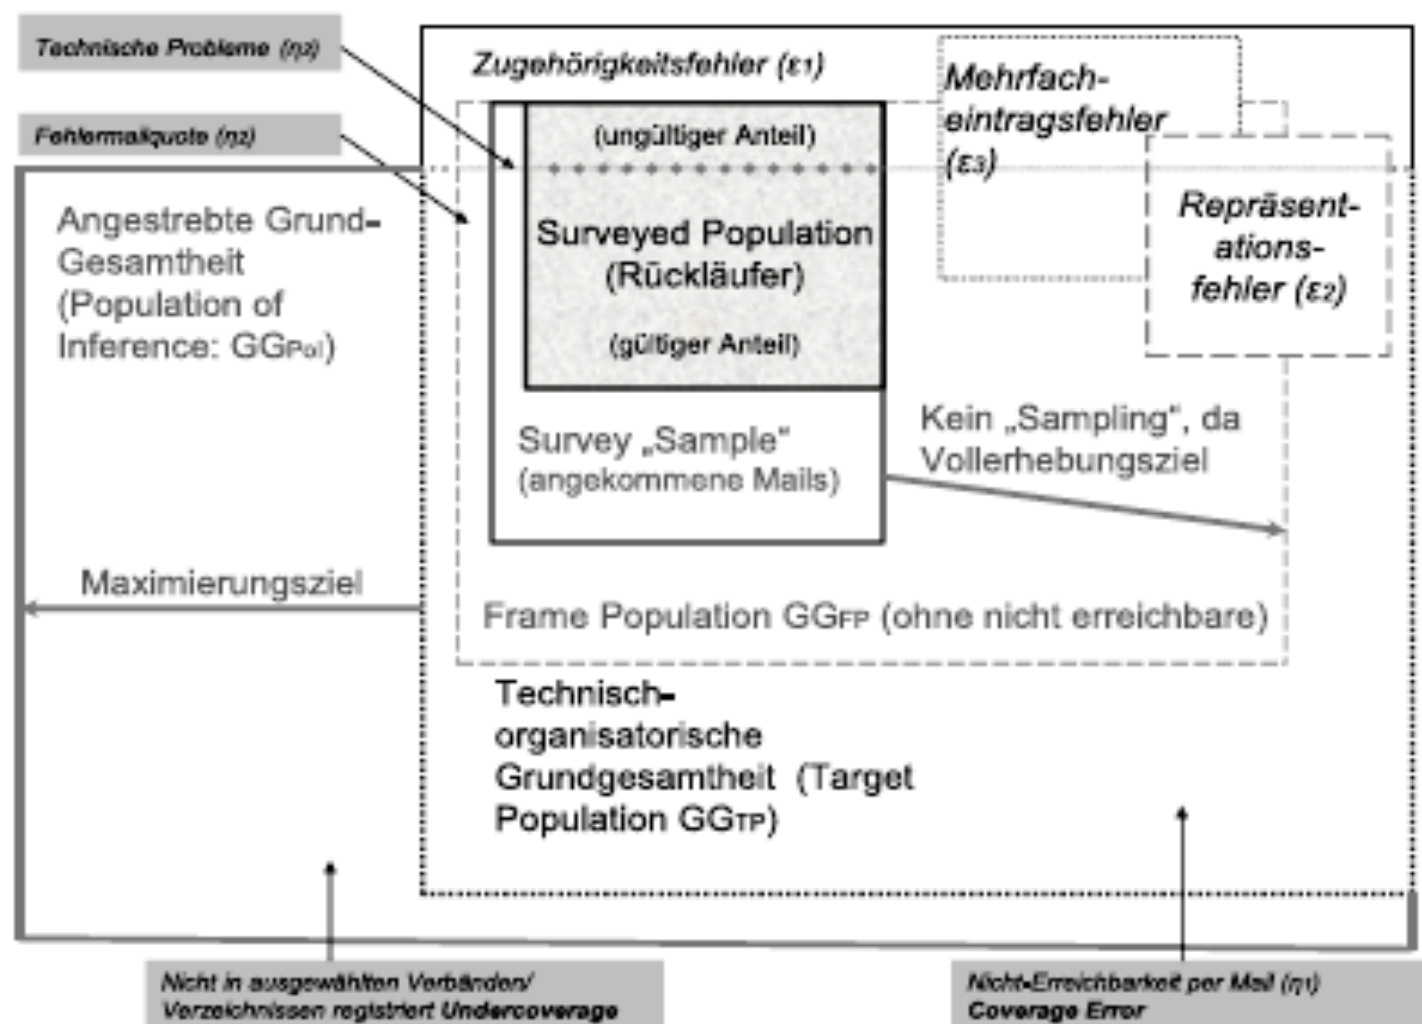 Technische Probleme (η3)
Fehlermailquote (η2)
Zugehörigkeitsfehler (ε1)
Mehrfach-
eintragsfehler
(ε3)
Repräsent-
ations-
fehler (ε2)
(ungültiger Anteil)
Surveyed Population
(Rückläufer)
(gültiger Anteil)
Angestrebte Grund-
Gesamtheit
(Population of
Inference: GGPoI)
Survey „Sample“
(angekommene Mails)
Kein „Sampling“, da
Vollerhebungsziel
Maximierungsziel
Frame Population GGFP (ohne nicht erreichbare)
Technisch-
organisatorische
Grundgesamtheit (Target
Population GGTP)
Nicht in ausgewählten Verbänden/
Verzeichnissen registriert Undercoverage
Nicht-Erreichbarkeit per Mail (η1)
Coverage Error